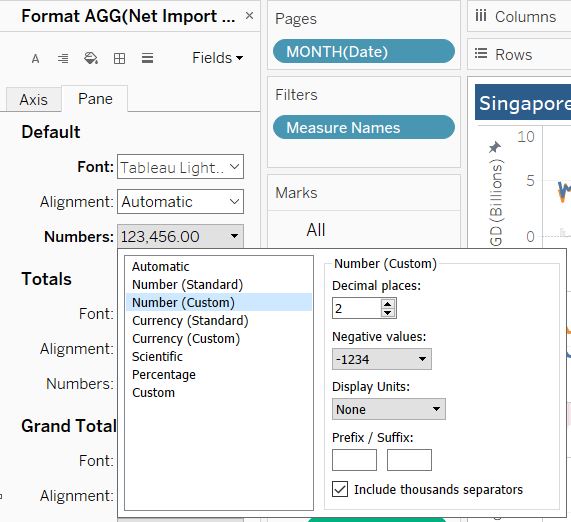 Format AGG(Net Import ...
Fields
Axis
Pane
Default
Font: Tableau Light..
Alignment: Automatic
Numbers: 123,456.00
Totals
Font:
Alignment:
Numbers:
Grand Total
Font:
Alignment:
Automatic
Number (Standard)
Number (Custom)
Currency (Standard)
Currency (Custom)
Scientific
Percentage
Custom
Number (Custom)
Decimal places:
2
Negative values:
-1234
Display Units:
None
Prefix / Suffix:
Include thousands separators
Pages
MONTH(Date)
Filters
Measure Names
Marks
All
Columns
Rows
Singapore
10
5
0
GD (Billions)